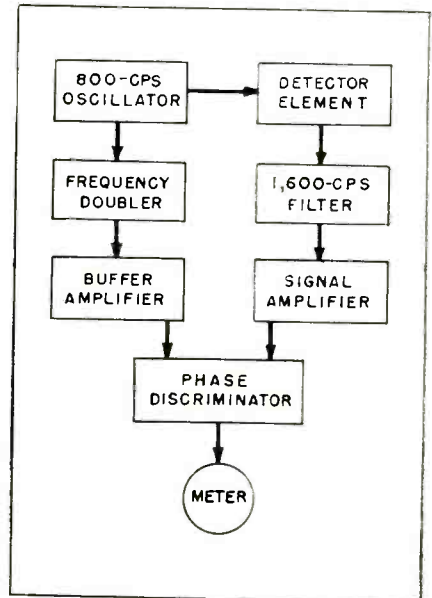 800-CPS
OSCILLATOR
DETECTOR
ELEMENT
FREQUENCY
DOUBLER
1,600-CPS
FILTER
BUFFER
AMPLIFIER
SIGNAL
AMPLIFIER
PHASE
DISCRIMINATOR
METER